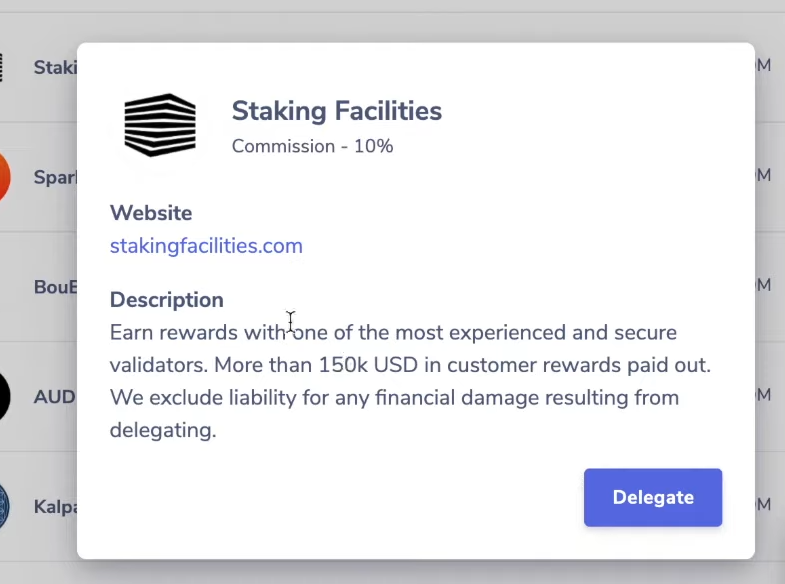 Staking Facilities
Commission - 10%
Website
stakingfacilities.com
Description
Earn rewards with one of the most experienced and secure
validators. More than 150k USD in customer rewards paid out.
We exclude liability for any financial damage resulting from
delegating.
Delegate
Staki
Spar
Bou
AUD
Kalpa
M
M
M
M
M